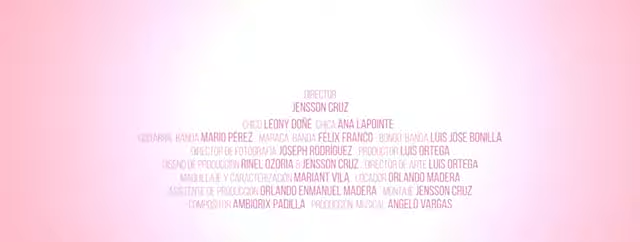 DIRECTOR
JENSSON CRUZ
CHICO LEONY DOÑÉ CHICA ANA LAPOINTE
GUITARRA BANDA MARIO PÉREZ MARACA BANDA FÉLIX FRANCO BONGO BANDA LUIS JOSE BONILLA
DIRECTOR DE FOTOGRAFÍA JOSEPH RODRÍGUEZ PRODUCTOR LUIS ORTEGA
DISEÑO DE PRODUCCIÓN RINEL OZORIA & JENSSON CRUZ DIRECTOR DE ARTE LUIS ORTEGA
MAQUILLAJE Y CARACTERIZACIÓN MARIANT VILA LOCADOR ORLANDO MADERA
ASISTENTE DE PRODUCCIÓN ORLANDO ENMANUEL MADERA MONTAJE JENSSON CRUZ
COMPOSITOR AMBIORIX PADILLA PRODUCCIÓN MUSICAL ANGELO VARGAS